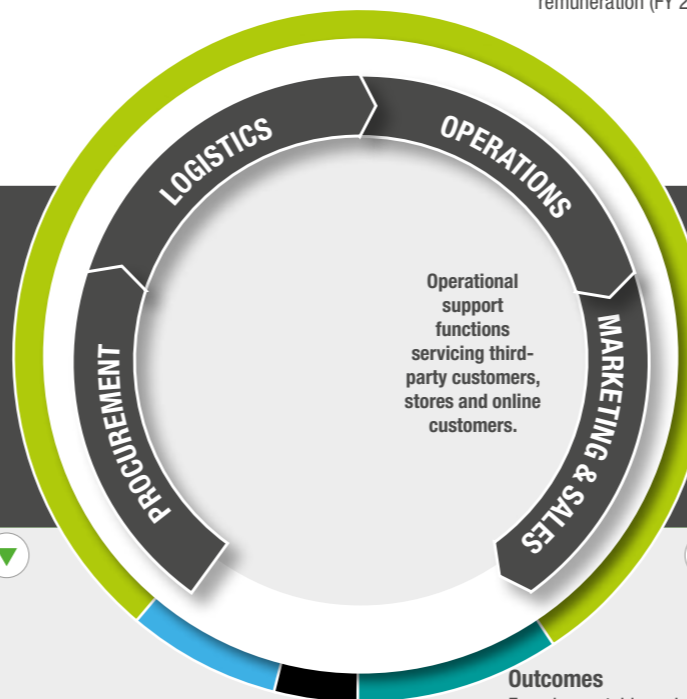 remuneration (FY 2
LOGISTICS
OPERATIONS
PROCUREMENT
MARKETING & SALES
Operational
support
functions
servicing third-
party customers,
stores and online
customers.
Outcomes